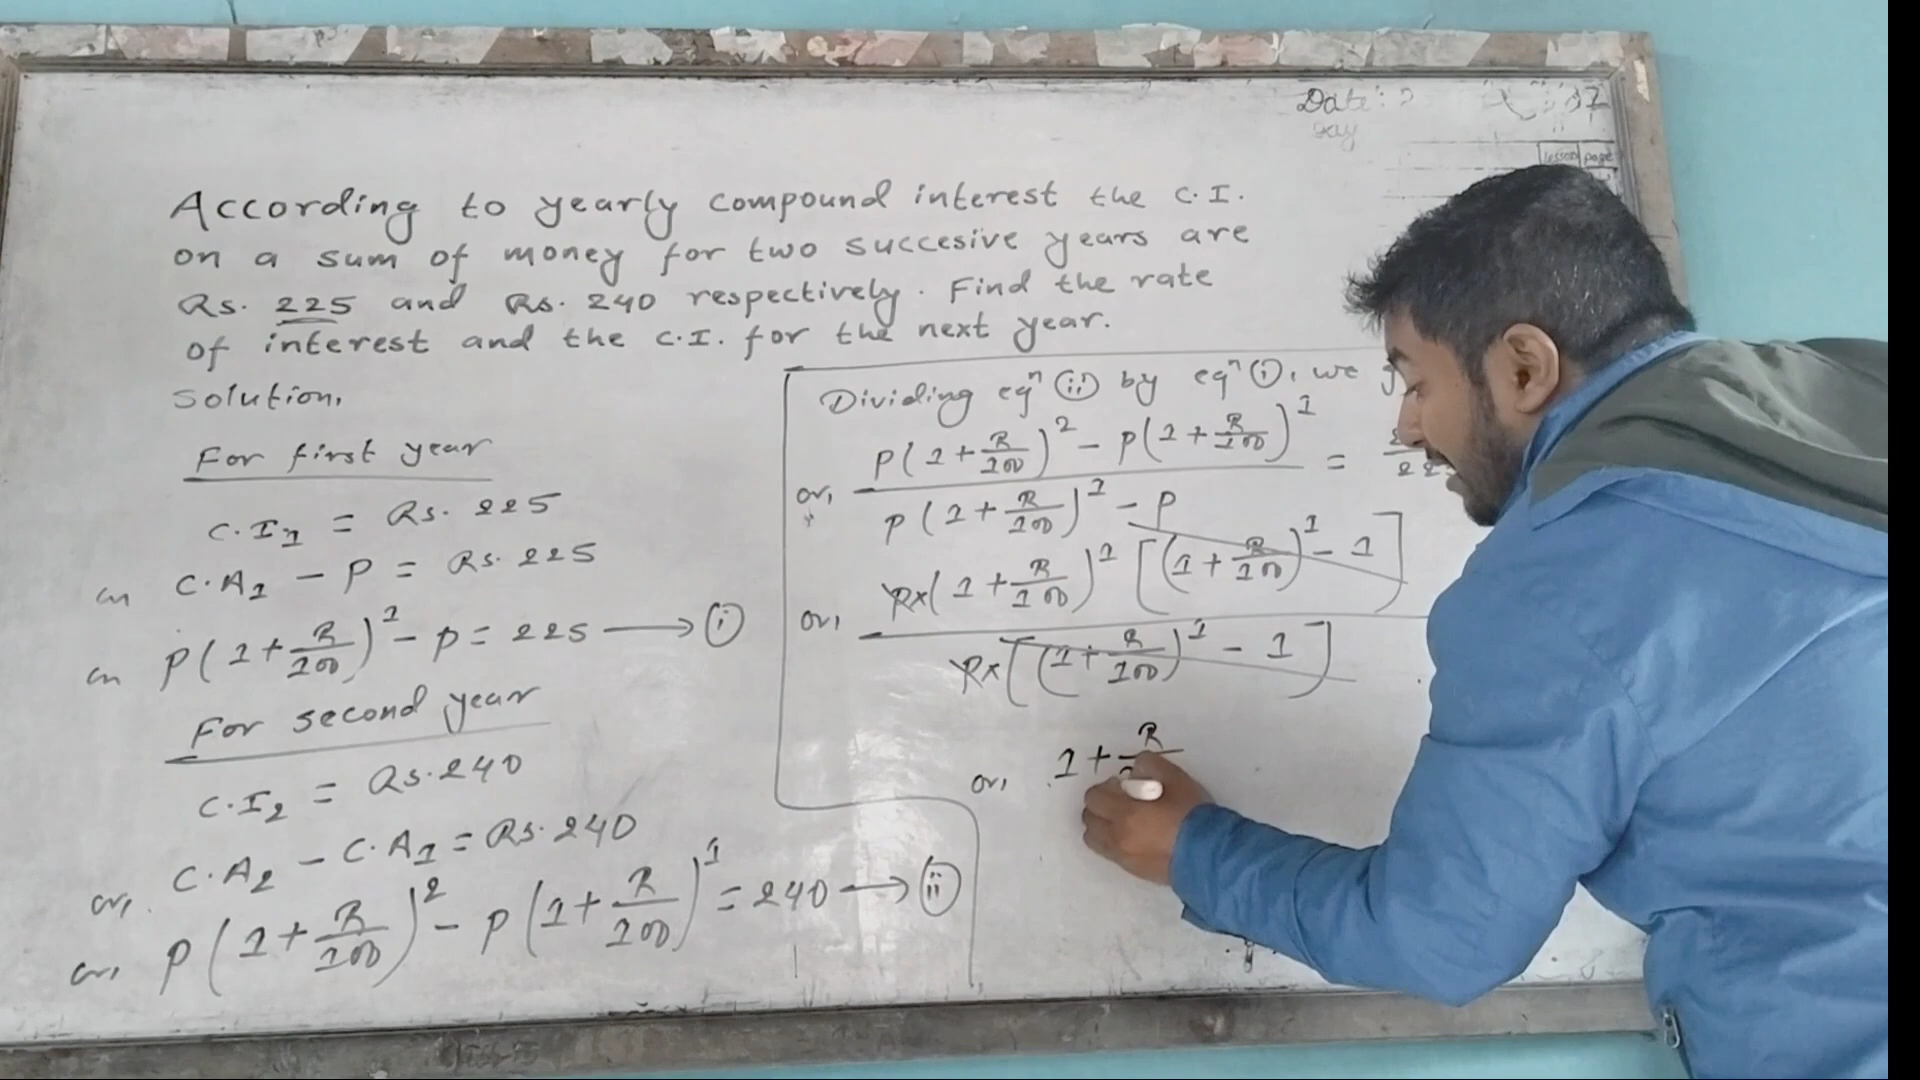 Date:
Day
lesson page
According to yearly compound interest the C.I.
on a sum of money for two succesive years are
Rs. 225 and Rs. 240 respectively. Find the rate
of interest and the C.I. for the next year.
Solution,
For first year
C.I₁ = Rs. 225
or, C.A₁ - P = Rs. 225
or, P(1+R/100)¹ - P = 225 → (i)
For second year
C.I₂ = Rs. 240
or, C.A₂ - C.A₁ = Rs. 240
or, P(1+R/100)² - P(1+R/100)¹ = 240 → (ii)
Dividing eqⁿ (ii) by eqⁿ (i), we
or, P(1+R/100)² - P(1+R/100)¹ / P(1+R/100)¹ - P =
or, P×(1+R/100)¹ [(1+R/100)¹ - 1] / P×[(1+R/100)¹ - 1]
or, 1+R